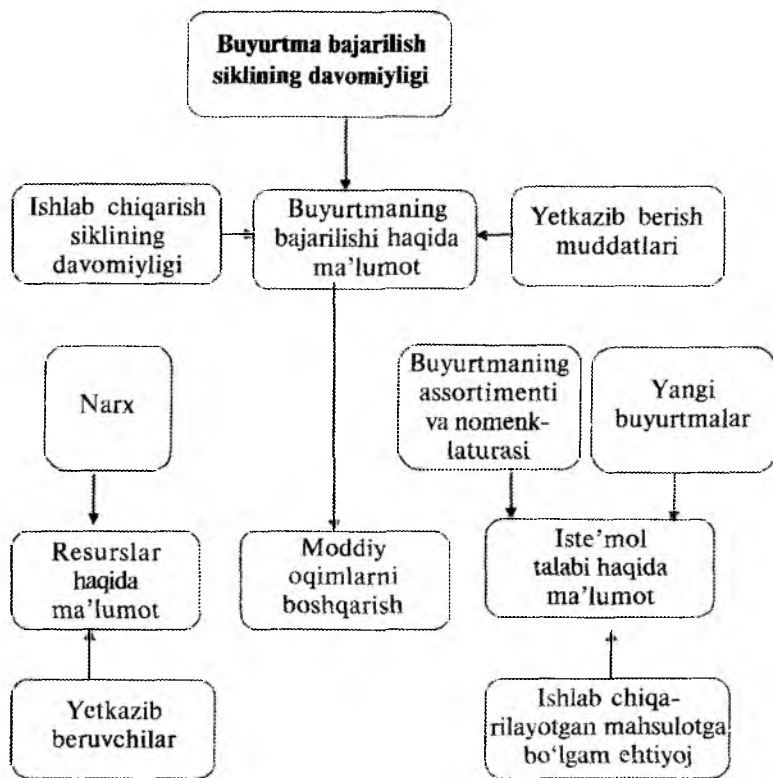 Buyurtma bajarilish
siklining davomiyligi
Ishlab chiqarish
siklining
davomiyligi
Buyurtmaning
bajarilishi haqida
ma'lumot
Yetkazib berish
muddatlari
Narx
Buyurtmaning
assortimenti
va nomenk-
laturasi
Yangi
buyurtmalar
Resurslar
haqida
ma'lumot
Moddiy
oqimlarni
boshqarish
Iste'mol
talabi haqida
ma'lumot
Yetkazib
beruvchilar
Ishlab chiqa-
rilayotgan mahsulotga
bo‘lgam ehtiyoj